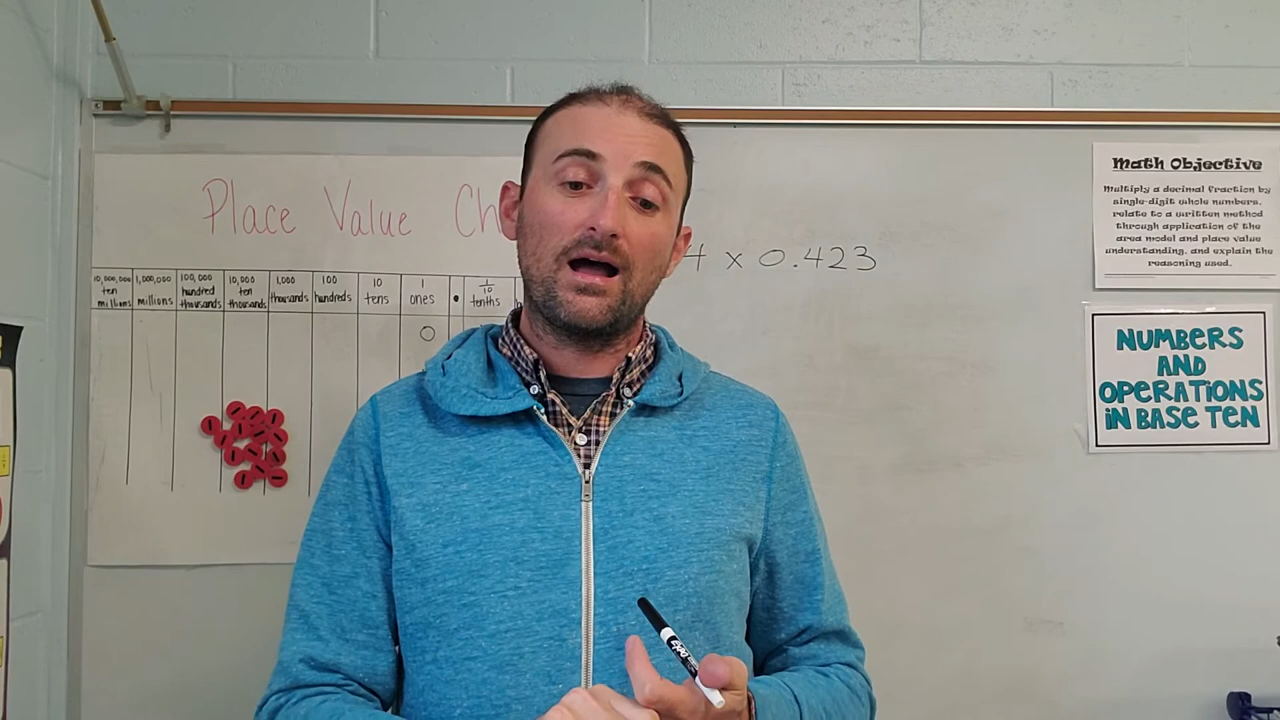 Place Value Ch
4 x 0.423
10,000,000 ten millions
1,000,000 millions
100,000 hundred thousands
10,000 ten thousands
1,000 thousands
100 hundreds
10 tens
1 ones
.
1/10 tenths
0
Math Objective
Multiply a decimal fraction by
single-digit whole numbers,
relate to a written method
through application of the
area model and place value
understanding, and explain the
reasoning used.
NUMBERS
AND
OPERATIONS
IN BASE TEN